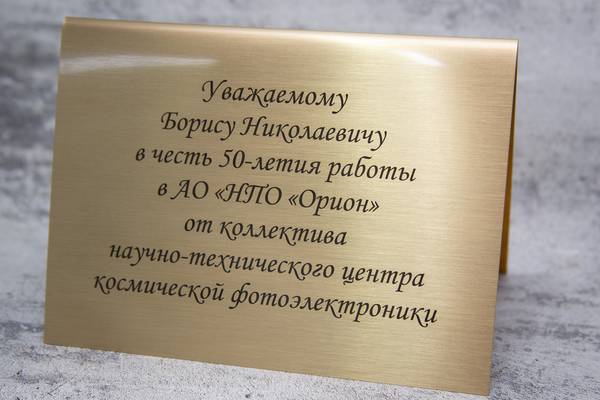 Уважаемому
Борису Николаевичу
в честь 50-летия работы
в АО «НПО «Орион»
от коллектива
научно-технического центра
космической фотоэлектроники